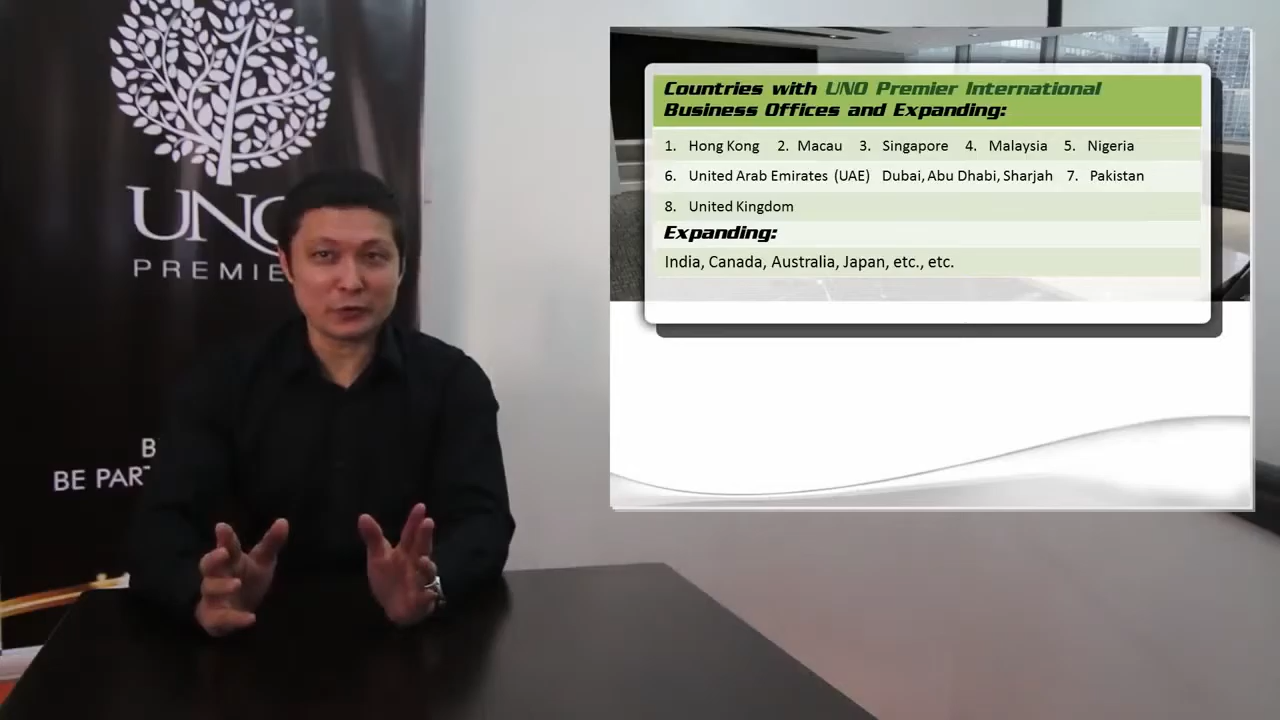 UNO
PREMIE
B
BE PART
Countries with UNO Premier International
Business Offices and Expanding:
1. Hong Kong 2. Macau 3. Singapore 4. Malaysia 5. Nigeria
6. United Arab Emirates (UAE) Dubai, Abu Dhabi, Sharjah 7. Pakistan
8. United Kingdom
Expanding:
India, Canada, Australia, Japan, etc., etc.